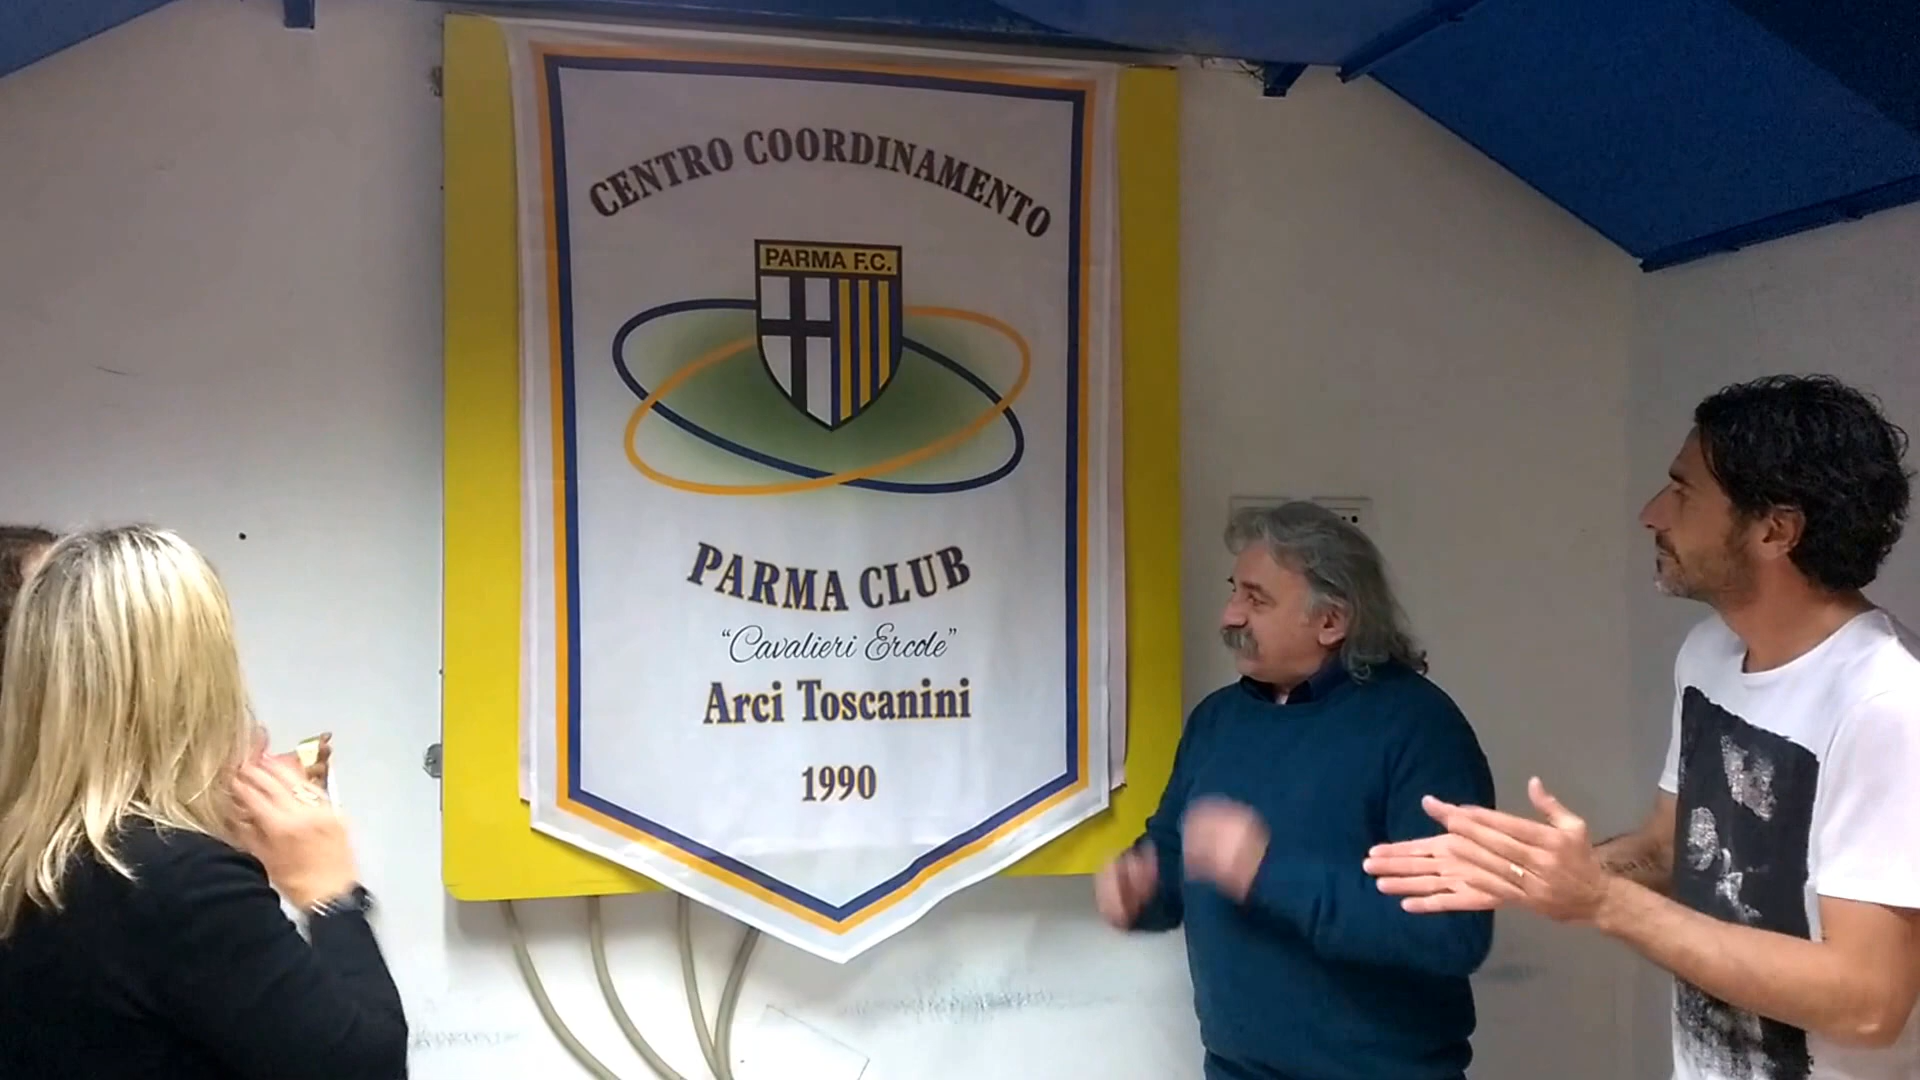 CENTRO COORDINAMENTO
PARMA F.C.
PARMA CLUB
"Cavalieri Ercole"
Arci Toscanini
1990